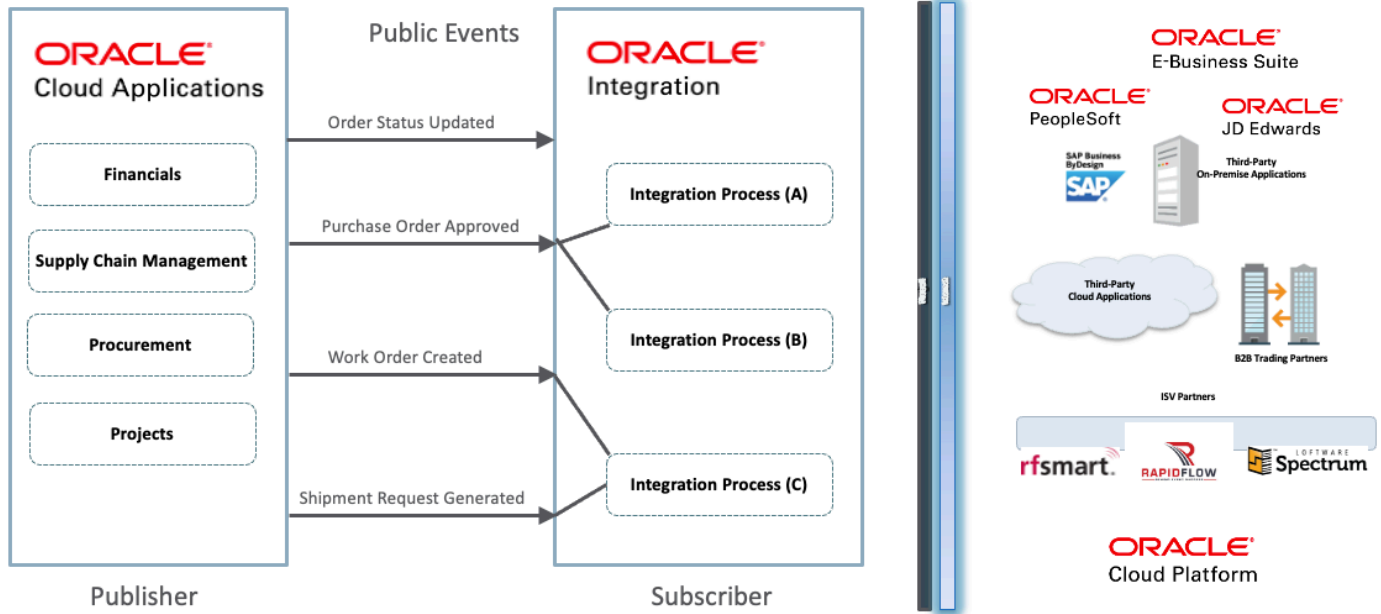 ORACLE
Cloud Applications
Financials
Supply Chain Management
Procurement
Projects
Publisher
Public Events
Order Status Updated
Purchase Order Approved
Work Order Created
Shipment Request Generated
ORACLE
Integration
Integration Process (A)
Integration Process (B)
Integration Process (C)
Subscriber
ORACLE
E-Business Suite
ORACLE
PeopleSoft
ORACLE
JD Edwards
SAP Business
ByDesign
SAP
Third-Party
On-Premise Applications
Third-Party
Cloud Applications
B2B Trading Partners
ISV Partners
rfsmart.
RAPIDFLOW
LOFTWARE
Spectrum
ORACLE
Cloud Platform